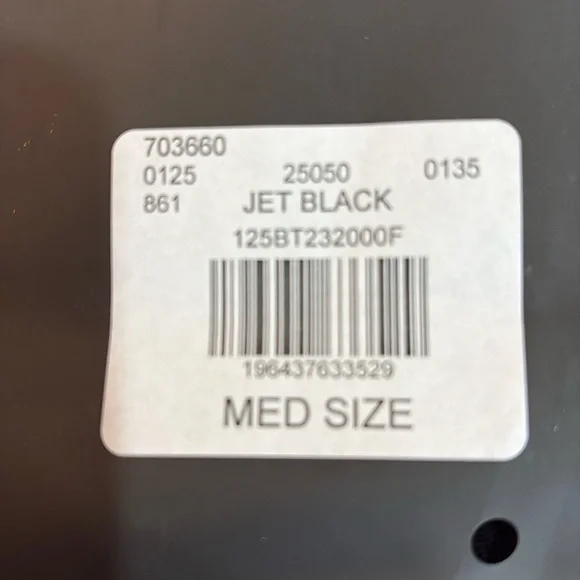 703660
0125 25050 0135
861 JET BLACK
125BT232000F
196437633529
MED SIZE